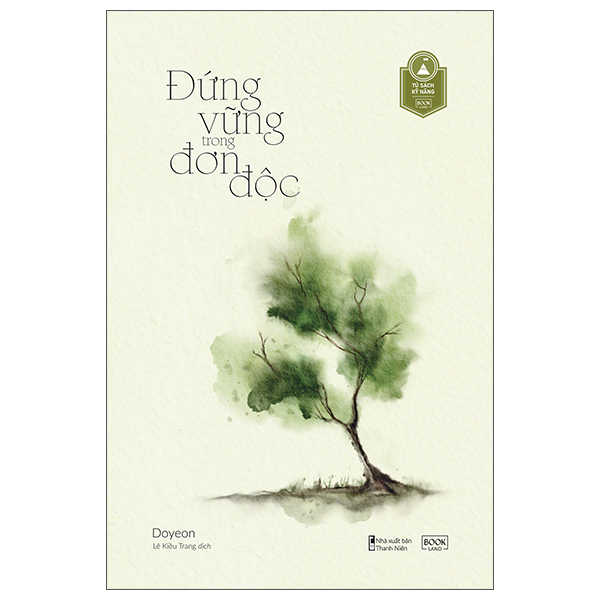 Đứng
vững
trong
đơn
độc
TỦ SÁCH
KỸ NĂNG
BOOK
LAND
Doyeon
Lê Kiều Trang dịch
Nhà xuất bản
Thanh Niên
BOOK
LAND